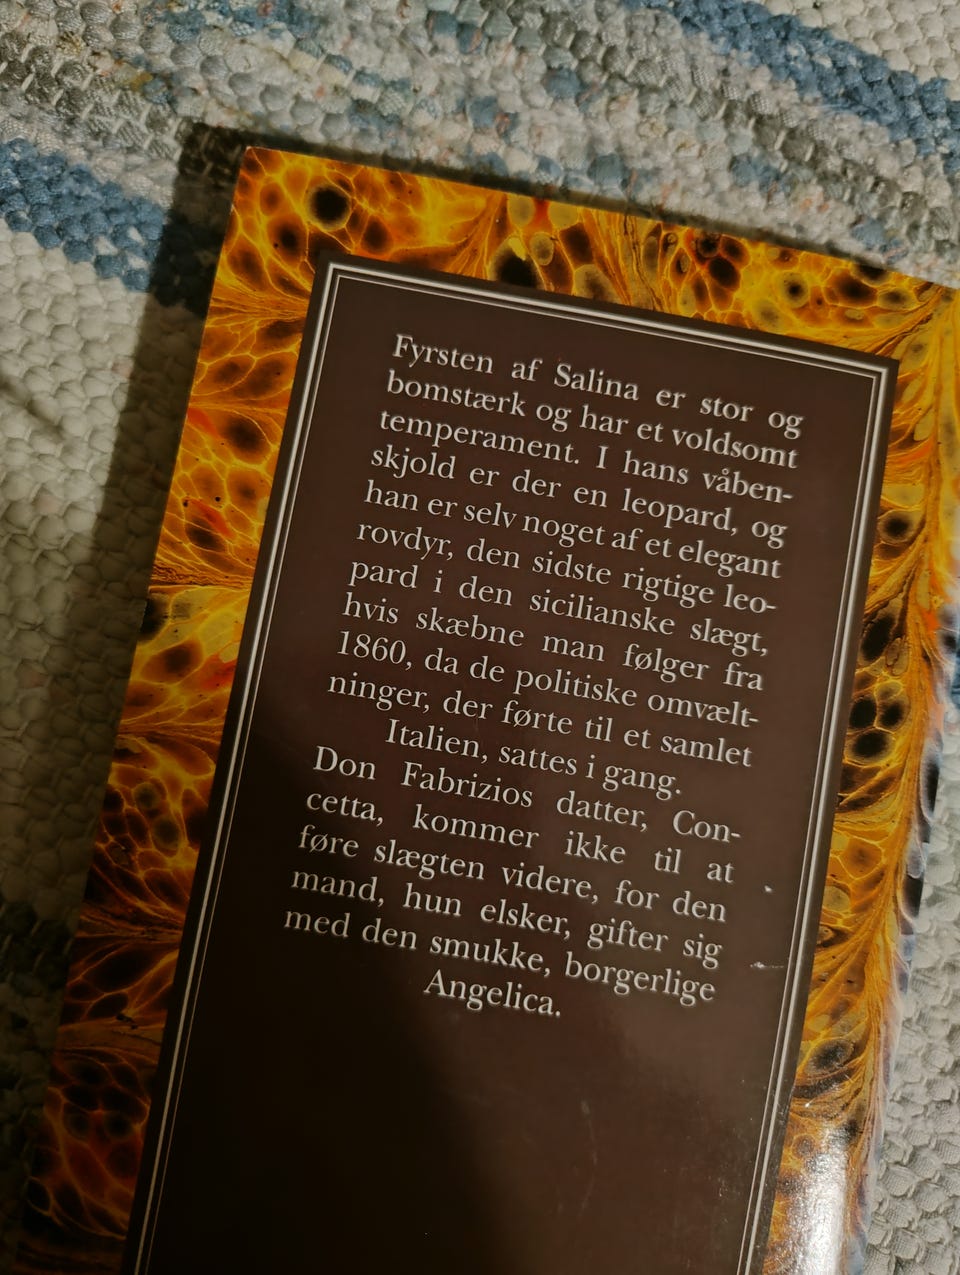 Fyrsten af Salina er stor og
bomstærk og har et voldsomt
temperament. I hans våben-
skjold er der en leopard, og
han er selv noget af et elegant
rovdyr, den sidste rigtige leo-
pard i den sicilianske slægt,
hvis skæbne man følger fra
1860, da de politiske omvælt-
ninger, der førte til et samlet
Italien, sattes i gang.
Don Fabrizios datter, Con-
cetta, kommer ikke til at
føre slægten videre, for den
mand, hun elsker, gifter sig
med den smukke, borgerlige
Angelica.